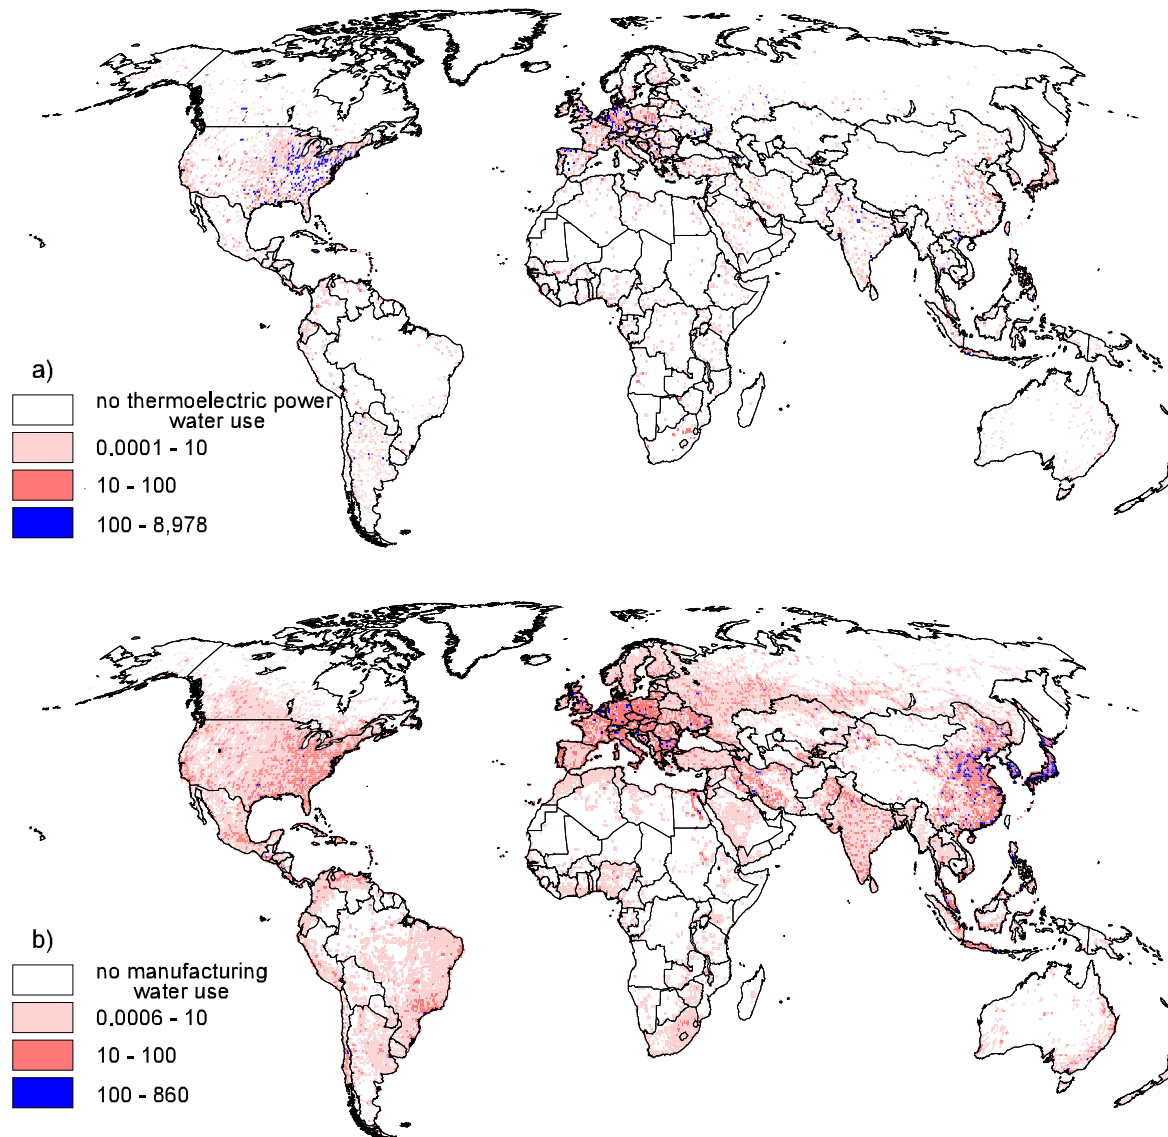 a)
no thermoelectric power
water use
0.0001 - 10
10 - 100
100 - 8,978
b)
no manufacturing
water use
0.0006 - 10
10 - 100
100 - 860